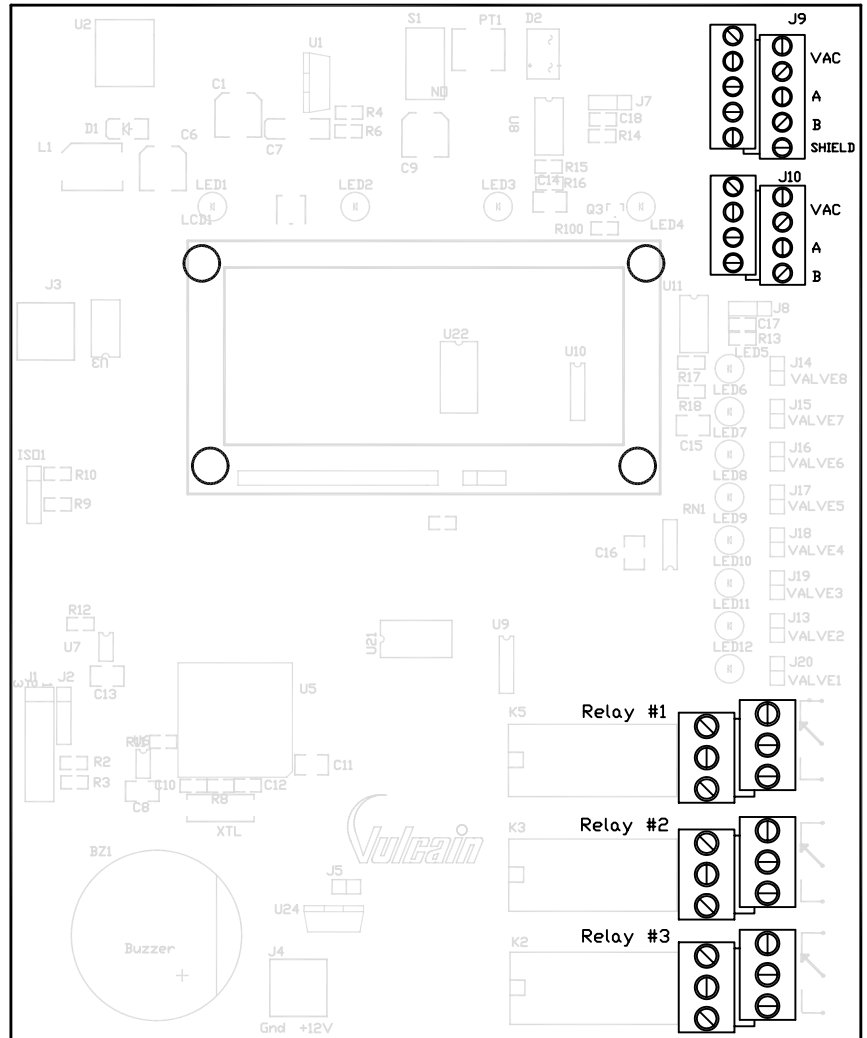 U2
S1
PT1
D2
J9
U1
VAC
C1
ON
J7
A
R4
U8
C18
D1
C6
R6
R14
B
L1
C7
C9
SHIELD
R15
J10
LED1
LED2
LED3
C14
R16
LCD1
Q3
VAC
R100
LED4
A
B
J3
U11
J8
C17
U22
R13
U3
U10
LED5
J14
R17
VALVE8
LED6
J15
R18
VALVE7
LED7
C15
J16
ISO1
VALVE6
R10
LED8
J17
R9
VALVE5
RN1
LED9
J18
C16
VALVE4
LED10
J19
VALVE3
R12
LED11
U9
J13
U7
U21
VALVE2
LED12
J20
J1
J2
C13
U5
VALVE1
K5
Relay #1
R2
C11
R3
C10
C12
C8
R8
XTL
K3
Relay #2
Vulcain
BZ1
J5
U24
K2
Relay #3
Buzzer
J4
+
Gnd +12V